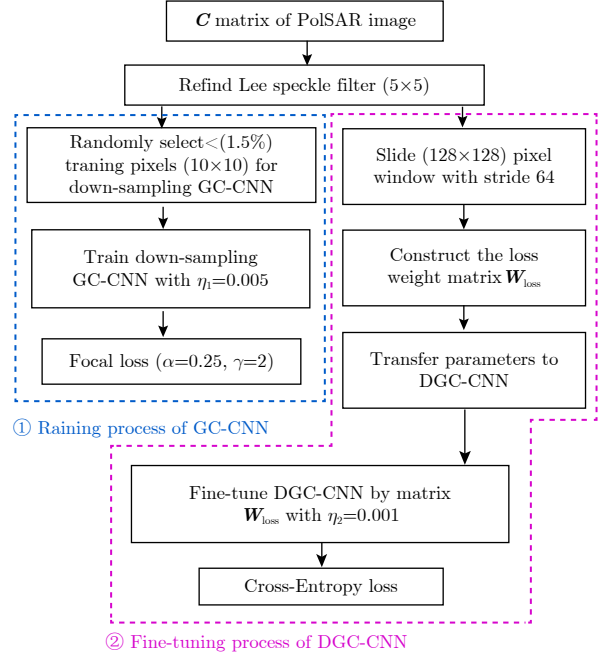 C matrix of PolSAR image
Refind Lee speckle filter (5×5)
Randomly select<(1.5%)
traning pixels (10×10) for
down-sampling GC-CNN
Train down-sampling
GC-CNN with η₁=0.005
Focal loss (α=0.25, γ=2)
① Raining process of GC-CNN
Slide (128×128) pixel
window with stride 64
Construct the loss
weight matrix W_loss
Transfer parameters to
DGC-CNN
Fine-tune DGC-CNN by matrix
W_loss with η₂=0.001
Cross-Entropy loss
② Fine-tuning process of DGC-CNN